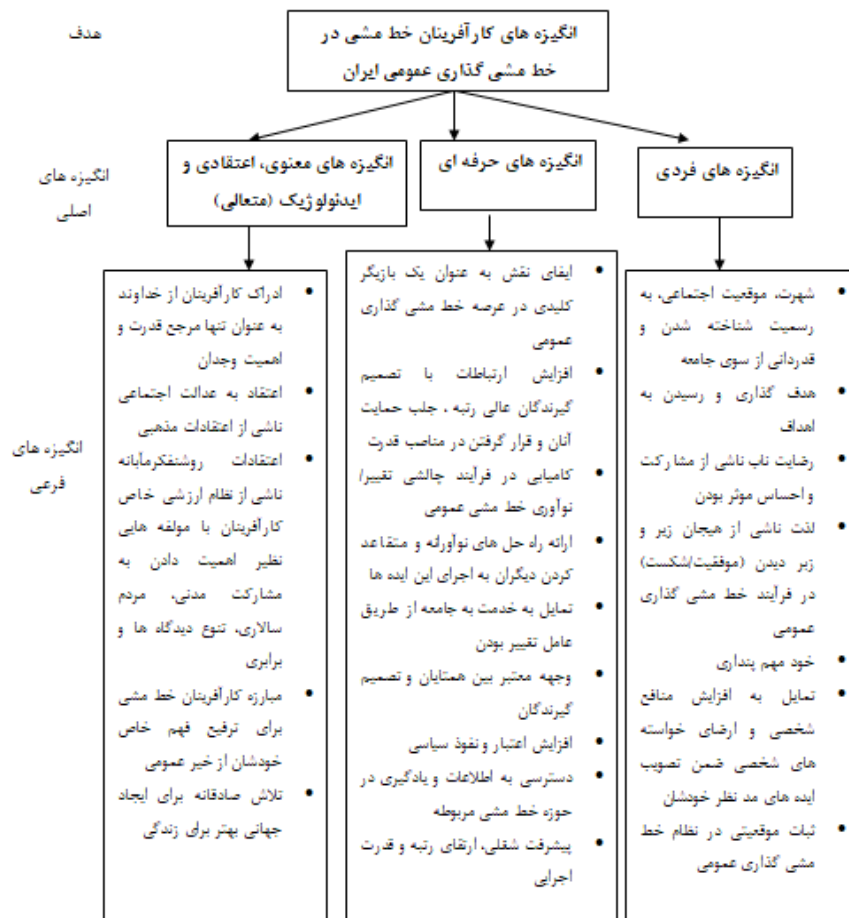 هدف
انگیزه های کارآفرینان خط مشی در
خط مشی گذاری عمومی ایران
انگیزه های
اصلی
انگیزه های فردی
انگیزه های حرفه ای
انگیزه های معنوی، اعتقادی و
ایدئولوژیک (متعالی)
انگیزه های
فرعی
• شهرت، موقعیت اجتماعی، به
رسمیت شناخته شدن و
قدردانی از سوی جامعه
• هدف گذاری و رسیدن به
اهداف
• رضایت ناب ناشی از مشارکت
و احساس موثر بودن
• لذت ناشی از هیجان زیر و
زبر دیدن (موفقیت/شکست)
در فرآیند خط مشی گذاری
عمومی
• خود مهم پنداری
• تمایل به افزایش منافع
شخصی و ارضای خواسته
های شخصی ضمن تصویب
ایده های مد نظر خودشان
• ثبات موقعیتی در نظام خط
مشی گذاری عمومی
• ایفای نقش به عنوان یک بازیگر
کلیدی در عرصه خط مشی گذاری
عمومی
• افزایش ارتباطات با تصمیم
گیرندگان عالی رتبه ، جلب حمایت
آنان و قرار گرفتن در مناصب قدرت
• کامیابی در فرآیند چالشی تغییر/
نوآوری خط مشی عمومی
• ارائه راه حل های نوآورانه و متقاعد
کردن دیگران به اجرای این ایده ها
• تمایل به خدمت به جامعه از طریق
عامل تغییر بودن
• وجهه معتبر بین همتایان و تصمیم
گیرندگان
• افزایش اعتبار و نفوذ سیاسی
• دسترسی به اطلاعات و یادگیری در
حوزه خط مشی مربوطه
• پیشرفت شغلی، ارتقای رتبه و قدرت
اجرایی
• ادراک کارآفرینان از خداوند
به عنوان تنها مرجع قدرت و
اهمیت وجدان
• اعتقاد به عدالت اجتماعی
ناشی از اعتقادات مذهبی
• اعتقادات روشنفکرمآبانه
ناشی از نظام ارزشی خاص
کارآفرینان با مولفه هایی
نظیر اهمیت دادن به
مشارکت مدنی، مردم
سالاری، تنوع دیدگاه ها و
برابری
• مبارزه کارآفرینان خط مشی
برای ترفیع فهم خاص
خودشان از خیر عمومی
• تلاش صادقانه برای ایجاد
جهانی بهتر برای زندگی